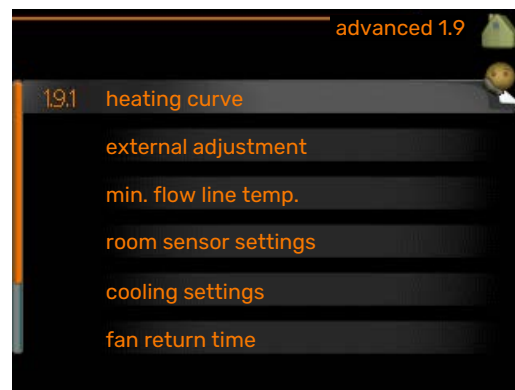 advanced 1.9
1.9.1 heating curve
external adjustment
min. flow line temp.
room sensor settings
cooling settings
fan return time